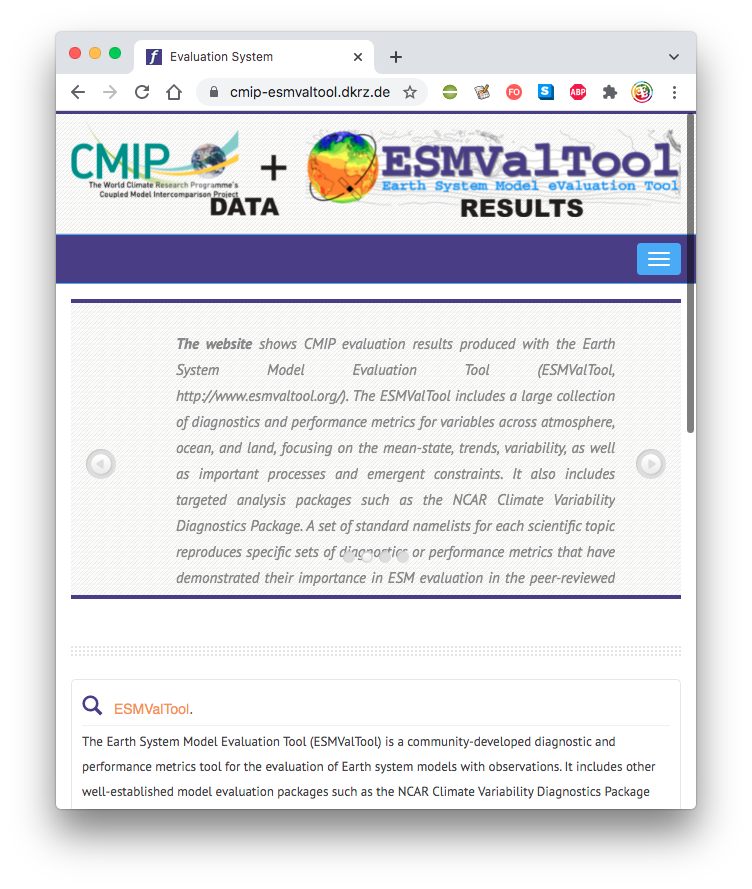 f Evaluation System
cmip-esmvaltool.dkrz.de
FO
S
ABP
CMIP
The World Climate Research Programme's
Coupled Model Intercomparison Project
DATA
+
ESMValTool
Earth System Model eValuation Tool
RESULTS
The website shows CMIP evaluation results produced with the Earth
System Model Evaluation Tool (ESMValTool,
http://www.esmvaltool.org/). The ESMValTool includes a large collection
of diagnostics and performance metrics for variables across atmosphere,
ocean, and land, focusing on the mean-state, trends, variability, as well
as important processes and emergent constraints. It also includes
targeted analysis packages such as the NCAR Climate Variability
Diagnostics Package. A set of standard namelists for each scientific topic
reproduces specific sets of diagnostics or performance metrics that have
demonstrated their importance in ESM evaluation in the peer-reviewed
ESMValTool.
The Earth System Model Evaluation Tool (ESMValTool) is a community-developed diagnostic and
performance metrics tool for the evaluation of Earth system models with observations. It includes other
well-established model evaluation packages such as the NCAR Climate Variability Diagnostics Package